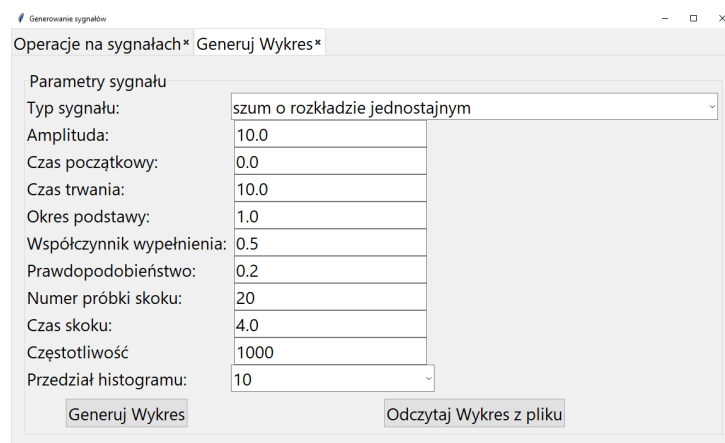 Generowanie sygnałów
Operacje na sygnałach× Generuj Wykres×
Parametry sygnału
Typ sygnału: szum o rozkładzie jednostajnym
Amplituda: 10.0
Czas początkowy: 0.0
Czas trwania: 10.0
Okres podstawy: 1.0
Współczynnik wypełnienia: 0.5
Prawdopodobieństwo: 0.2
Numer próbki skoku: 20
Czas skoku: 4.0
Częstotliwość 1000
Przedział histogramu: 10
Generuj Wykres Odczytaj Wykres z pliku